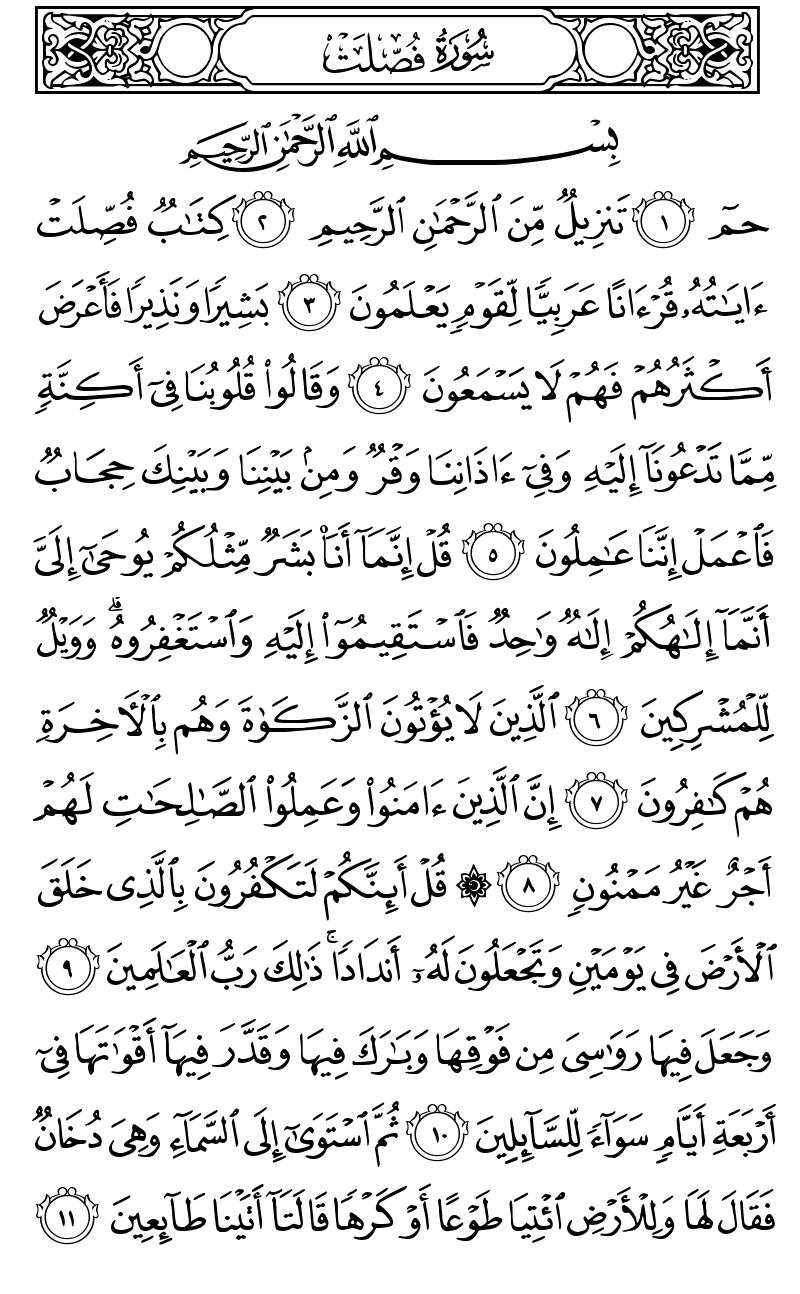 سُورَةُ فُصِّلَتْ
بِسْمِ ٱللَّهِ ٱلرَّحْمَٰنِ ٱلرَّحِيمِ
حمٓ ١ تَنزِيلٌ مِّنَ ٱلرَّحْمَٰنِ ٱلرَّحِيمِ ٢ كِتَٰبٌ فُصِّلَتْ
ءَايَٰتُهُۥ قُرْءَانًا عَرَبِيًّا لِّقَوْمٍ يَعْلَمُونَ ٣ بَشِيرًا وَنَذِيرًا فَأَعْرَضَ
أَكْثَرُهُمْ فَهُمْ لَا يَسْمَعُونَ ٤ وَقَالُوا۟ قُلُوبُنَا فِىٓ أَكِنَّةٍ
مِّمَّا تَدْعُونَآ إِلَيْهِ وَفِىٓ ءَاذَانِنَا وَقْرٌ وَمِنۢ بَيْنِنَا وَبَيْنِكَ حِجَابٌ
فَٱعْمَلْ إِنَّنَا عَٰمِلُونَ ٥ قُلْ إِنَّمَآ أَنَا۠ بَشَرٌ مِّثْلُكُمْ يُوحَىٰٓ إِلَىَّ
أَنَّمَآ إِلَٰهُكُمْ إِلَٰهٌ وَٰحِدٌ فَٱسْتَقِيمُوٓا۟ إِلَيْهِ وَٱسْتَغْفِرُوهُ ۗ وَوَيْلٌ
لِّلْمُشْرِكِينَ ٦ ٱلَّذِينَ لَا يُؤْتُونَ ٱلزَّكَوٰةَ وَهُم بِٱلْأَخِرَةِ
هُمْ كَٰفِرُونَ ٧ إِنَّ ٱلَّذِينَ ءَامَنُوا۟ وَعَمِلُوا۟ ٱلصَّٰلِحَٰتِ لَهُمْ
أَجْرٌ غَيْرُ مَمْنُونٍ ٨ ۞ قُلْ أَئِنَّكُمْ لَتَكْفُرُونَ بِٱلَّذِى خَلَقَ
ٱلْأَرْضَ فِى يَوْمَيْنِ وَتَجْعَلُونَ لَهُۥٓ أَندَادًا ۚ ذَٰلِكَ رَبُّ ٱلْعَٰلَمِينَ ٩
وَجَعَلَ فِيهَا رَوَٰسِىَ مِن فَوْقِهَا وَبَٰرَكَ فِيهَا وَقَدَّرَ فِيهَآ أَقْوَٰتَهَا فِىٓ
أَرْبَعَةِ أَيَّامٍ سَوَآءً لِّلسَّآئِلِينَ ١٠ ثُمَّ ٱسْتَوَىٰٓ إِلَى ٱلسَّمَآءِ وَهِىَ دُخَانٌ
فَقَالَ لَهَا وَلِلْأَرْضِ ٱئْتِيَا طَوْعًا أَوْ كَرْهًا قَالَتَآ أَتَيْنَا طَآئِعِينَ ١١